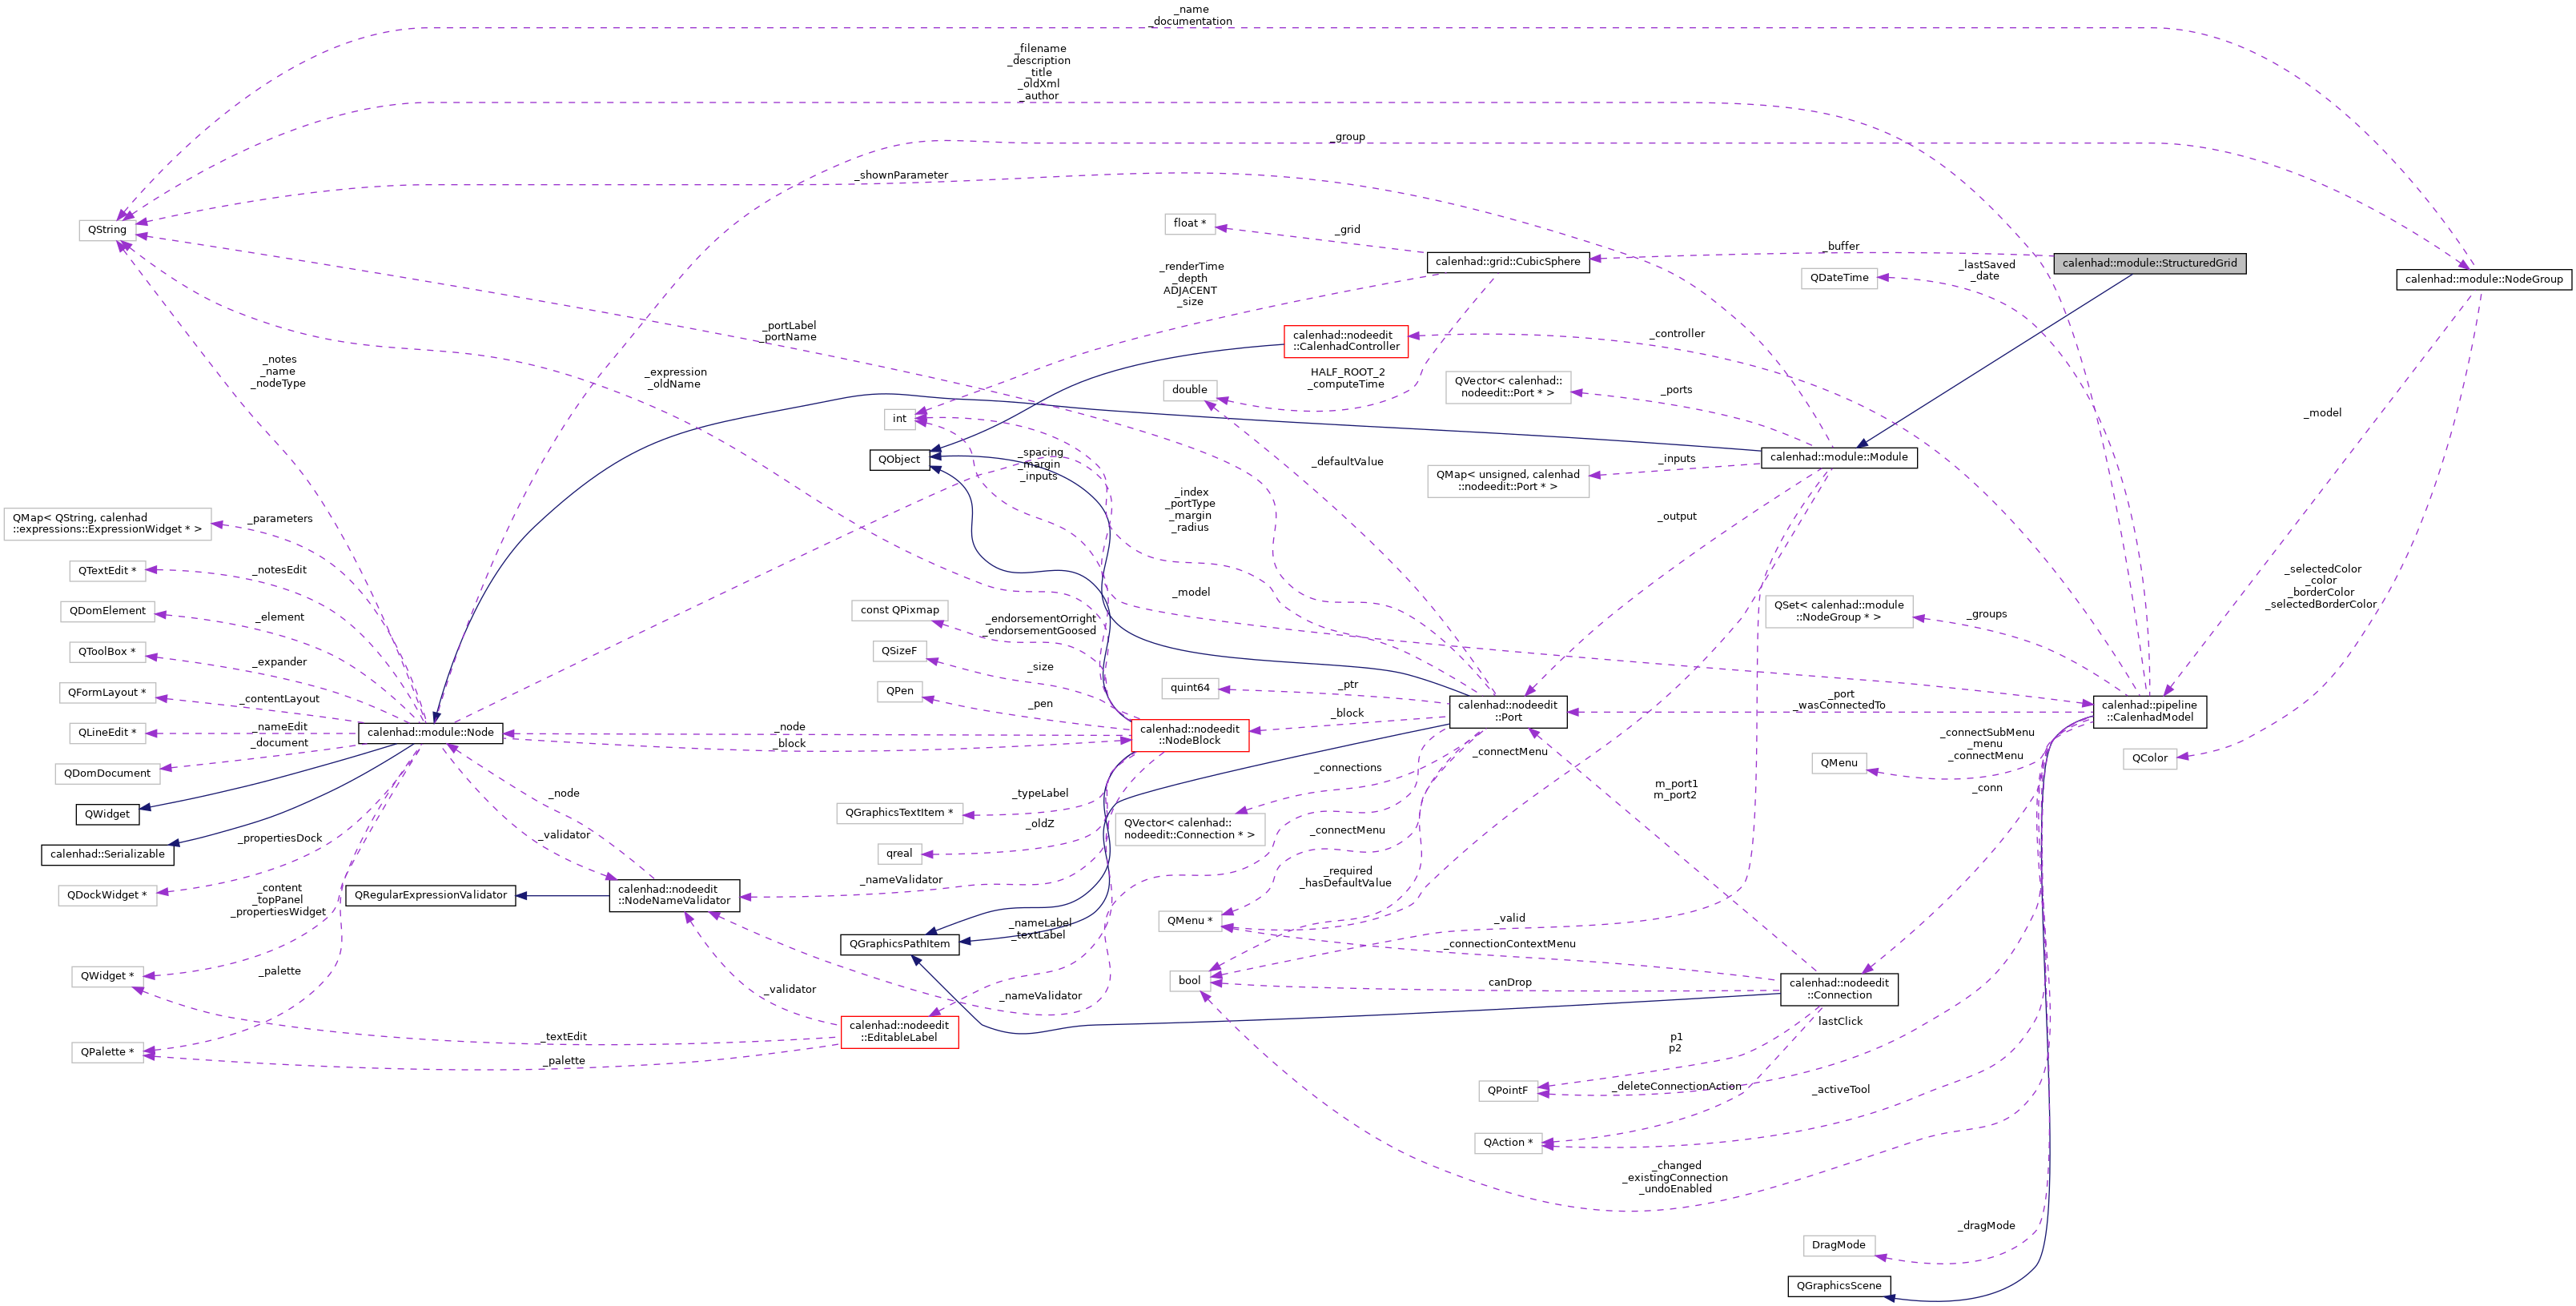 _name
_documentation
_filename
_description
_title
_oldXml
_author
_group
_shownParameter
float *
QString
_grid
_buffer
calenhad::grid::CubicSphere
calenhad::module::StructuredGrid
_renderTime
_depth
ADJACENT
_size
QDateTime
_lastSaved
_date
calenhad::module::NodeGroup
_portLabel
_portName
calenhad::nodeedit
::CalenhadController
_controller
_notes
_name
_nodeType
_expression
_oldName
double
HALF_ROOT_2
_computeTime
QVector< calenhad::
nodeedit::Port * >
_ports
int
_model
QObject
_spacing
_margin
_inputs
_defaultValue
QMap< unsigned, calenhad
::nodeedit::Port * >
_inputs
calenhad::module::Module
QMap< QString, calenhad
::expressions::ExpressionWidget * >
_parameters
_index
_portType
_margin
_radius
_output
QTextEdit *
_notesEdit
_model
_selectedColor
_color
_borderColor
_selectedBorderColor
QDomElement
_element
const QPixmap
_endorsementOrright
_endorsementGoosed
QSet< calenhad::module
::NodeGroup * >
_groups
QToolBox *
_expander
QSizeF
_size
QFormLayout *
_contentLayout
QPen
_pen
quint64
_ptr
calenhad::nodeedit
::Port
_port
_wasConnectedTo
calenhad::pipeline
::CalenhadModel
QLineEdit *
_nameEdit
calenhad::module::Node
_node
_block
calenhad::nodeedit
::NodeBlock
_block
QDomDocument
_document
_connectMenu
_connectSubMenu
_menu
_connectMenu
QMenu
QColor
_connections
m_port1
m_port2
_conn
QWidget
_node
_typeLabel
QGraphicsTextItem *
QVector< calenhad::
nodeedit::Connection * >
_oldZ
_connectMenu
calenhad::Serializable
_propertiesDock
_validator
qreal
QDockWidget *
_content
_topPanel
_propertiesWidget
QRegularExpressionValidator
calenhad::nodeedit
::NodeNameValidator
_nameValidator
_required
_hasDefaultValue
QMenu *
_valid
_nameLabel
_textLabel
QGraphicsPathItem
_connectionContextMenu
QWidget *
_palette
_validator
_nameValidator
bool
canDrop
calenhad::nodeedit
::Connection
QPalette *
_textEdit
_palette
calenhad::nodeedit
::EditableLabel
lastClick
p1
p2
QPointF
_deleteConnectionAction
_activeTool
QAction *
_changed
_existingConnection
_undoEnabled
_dragMode
DragMode
QGraphicsScene